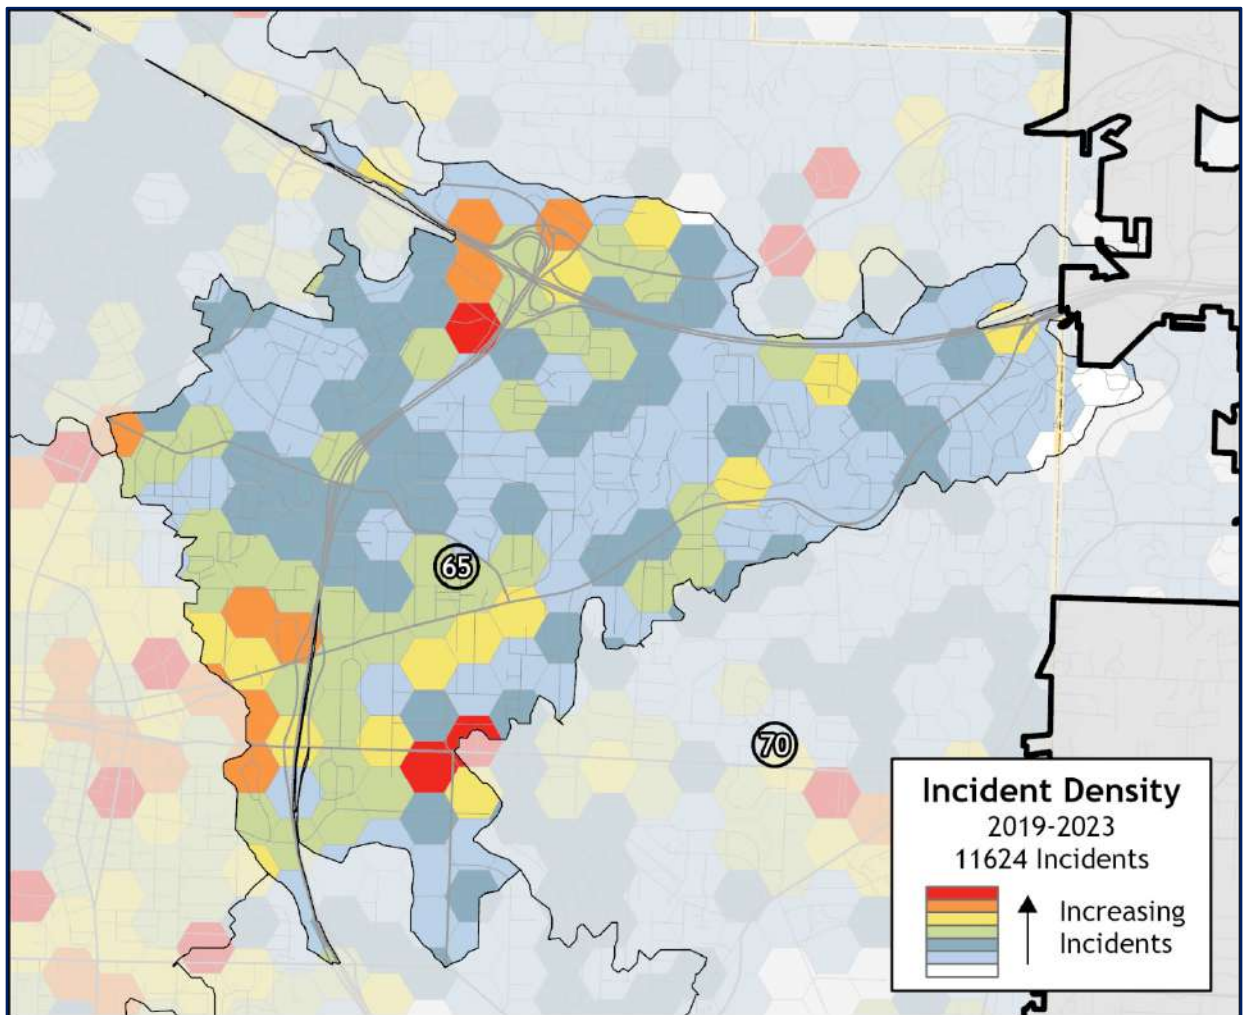 65
70
Incident Density
2019-2023
11624 Incidents
Increasing
Incidents